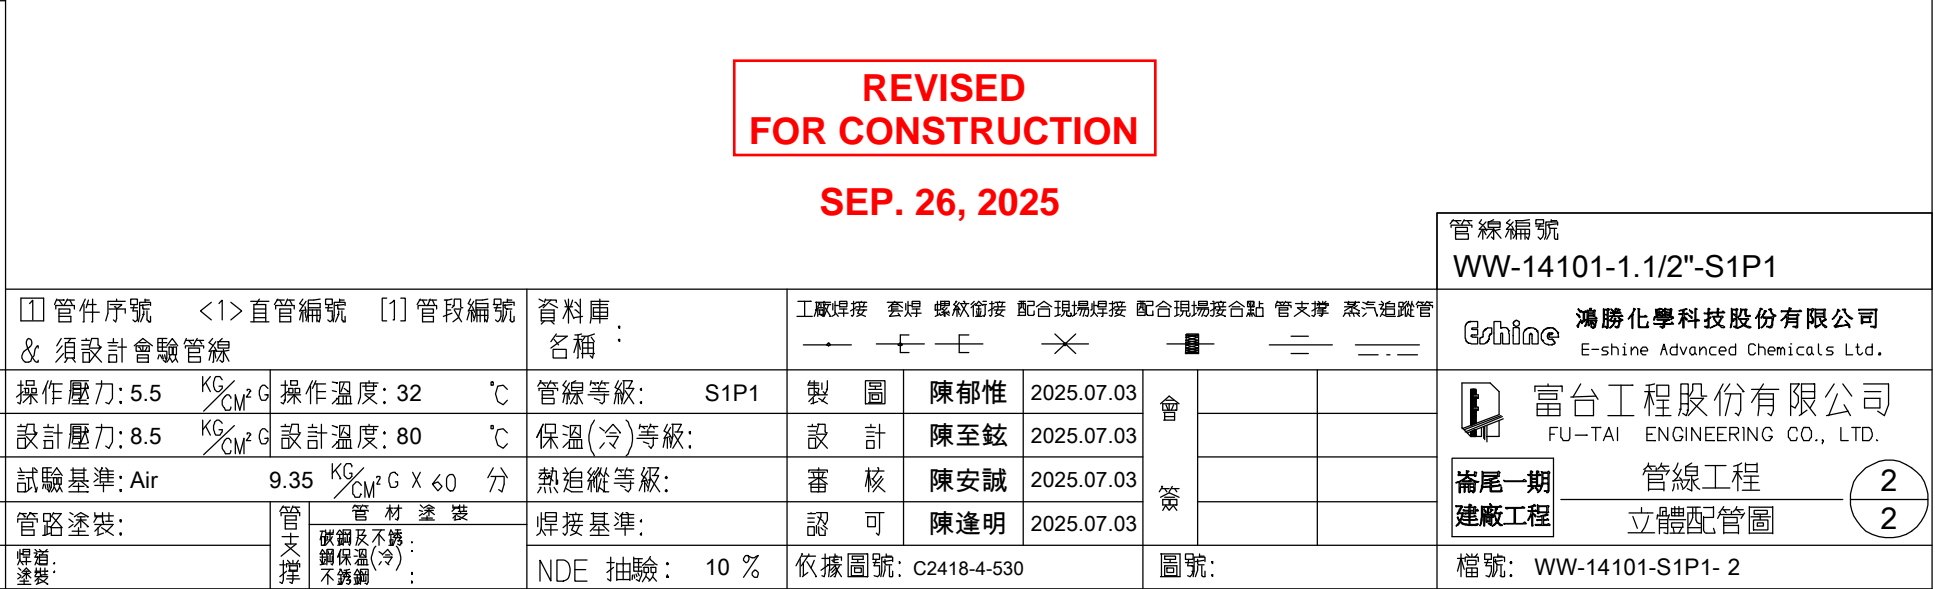 REVISED
FOR CONSTRUCTION
SEP. 26, 2025
管線編號
WW-14101-1.1/2"-S1P1
1 管件序號 <1>直管編號 [1]管段編號
& 須設計會驗管線
資料庫名稱 :
工廠焊接 套焊 螺紋銜接 配合現場焊接 配合現場接合點 管支撐 蒸汽追蹤管
Eshine 鴻勝化學科技股份有限公司
E-shine Advanced Chemicals Ltd.
操作壓力: 5.5 KG/CM² G 操作溫度: 32 °C 管線等級: S1P1 製圖 陳郁惟 2025.07.03
設計壓力: 8.5 KG/CM² G 設計溫度: 80 °C 保溫(冷)等級: 設計 陳至鉉 2025.07.03
試驗基準: Air 9.35 KG/CM² G X 60 分 熱追縱等級: 審核 陳安誠 2025.07.03
管路塗裝: 管支撐 管材塗裝 焊接基準: 認可 陳逢明 2025.07.03
會簽
碳鋼及不銹鋼保溫(冷) :
不銹鋼 :
焊道塗裝:
NDE 抽驗: 10 % 依據圖號: C2418-4-530 圖號:
富台工程股份有限公司
FU-TAI ENGINEERING CO., LTD.
崙尾一期
建廠工程
管線工程
立體配管圖
2
2
檔號: WW-14101-S1P1- 2